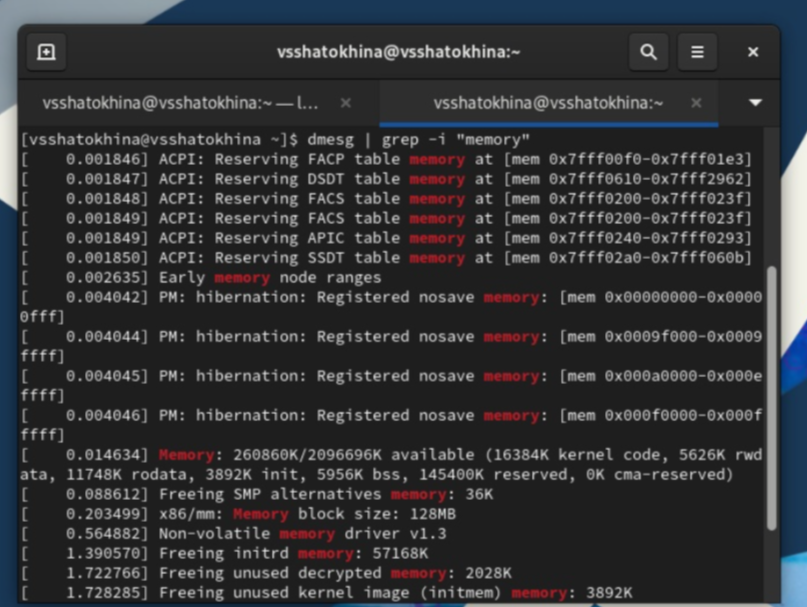 vsshatokhina@vsshatokhina:~
vsshatokhina@vsshatokhina:~ — l...
vsshatokhina@vsshatokhina:~
[vsshatokhina@vsshatokhina ~]$ dmesg | grep -i "memory"
[    0.001846] ACPI: Reserving FACP table memory at [mem 0x7fff00f0-0x7fff01e3]
[    0.001847] ACPI: Reserving DSDT table memory at [mem 0x7fff0610-0x7fff2962]
[    0.001848] ACPI: Reserving FACS table memory at [mem 0x7fff0200-0x7fff023f]
[    0.001849] ACPI: Reserving FACS table memory at [mem 0x7fff0200-0x7fff023f]
[    0.001849] ACPI: Reserving APIC table memory at [mem 0x7fff0240-0x7fff0293]
[    0.001850] ACPI: Reserving SSDT table memory at [mem 0x7fff02a0-0x7fff060b]
[    0.002635] Early memory node ranges
[    0.004042] PM: hibernation: Registered nosave memory: [mem 0x00000000-0x0000
0fff]
[    0.004044] PM: hibernation: Registered nosave memory: [mem 0x0009f000-0x0009
ffff]
[    0.004045] PM: hibernation: Registered nosave memory: [mem 0x000a0000-0x000e
ffff]
[    0.004046] PM: hibernation: Registered nosave memory: [mem 0x000f0000-0x000f
ffff]
[    0.014634] Memory: 260860K/2096696K available (16384K kernel code, 5626K rwd
ata, 11748K rodata, 3892K init, 5956K bss, 145400K reserved, 0K cma-reserved)
[    0.088612] Freeing SMP alternatives memory: 36K
[    0.203499] x86/mm: Memory block size: 128MB
[    0.564882] Non-volatile memory driver v1.3
[    1.390570] Freeing initrd memory: 57168K
[    1.722766] Freeing unused decrypted memory: 2028K
[    1.728285] Freeing unused kernel image (initmem) memory: 3892K